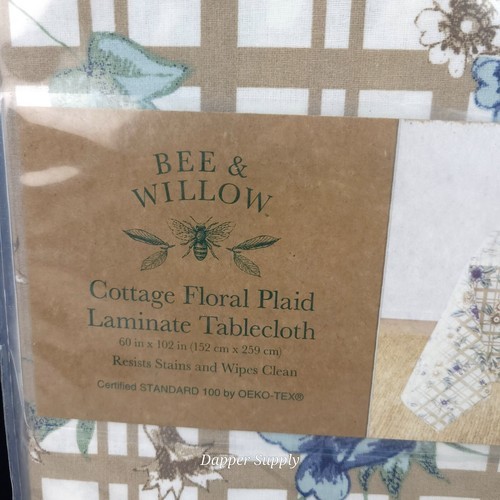 BEE &
WILLOW™
Cottage Floral Plaid
Laminate Tablecloth
60 in x 102 in (152 cm x 259 cm)
Resists Stains and Wipes Clean
Certified STANDARD 100 by OEKO-TEX®
Dapper Supply